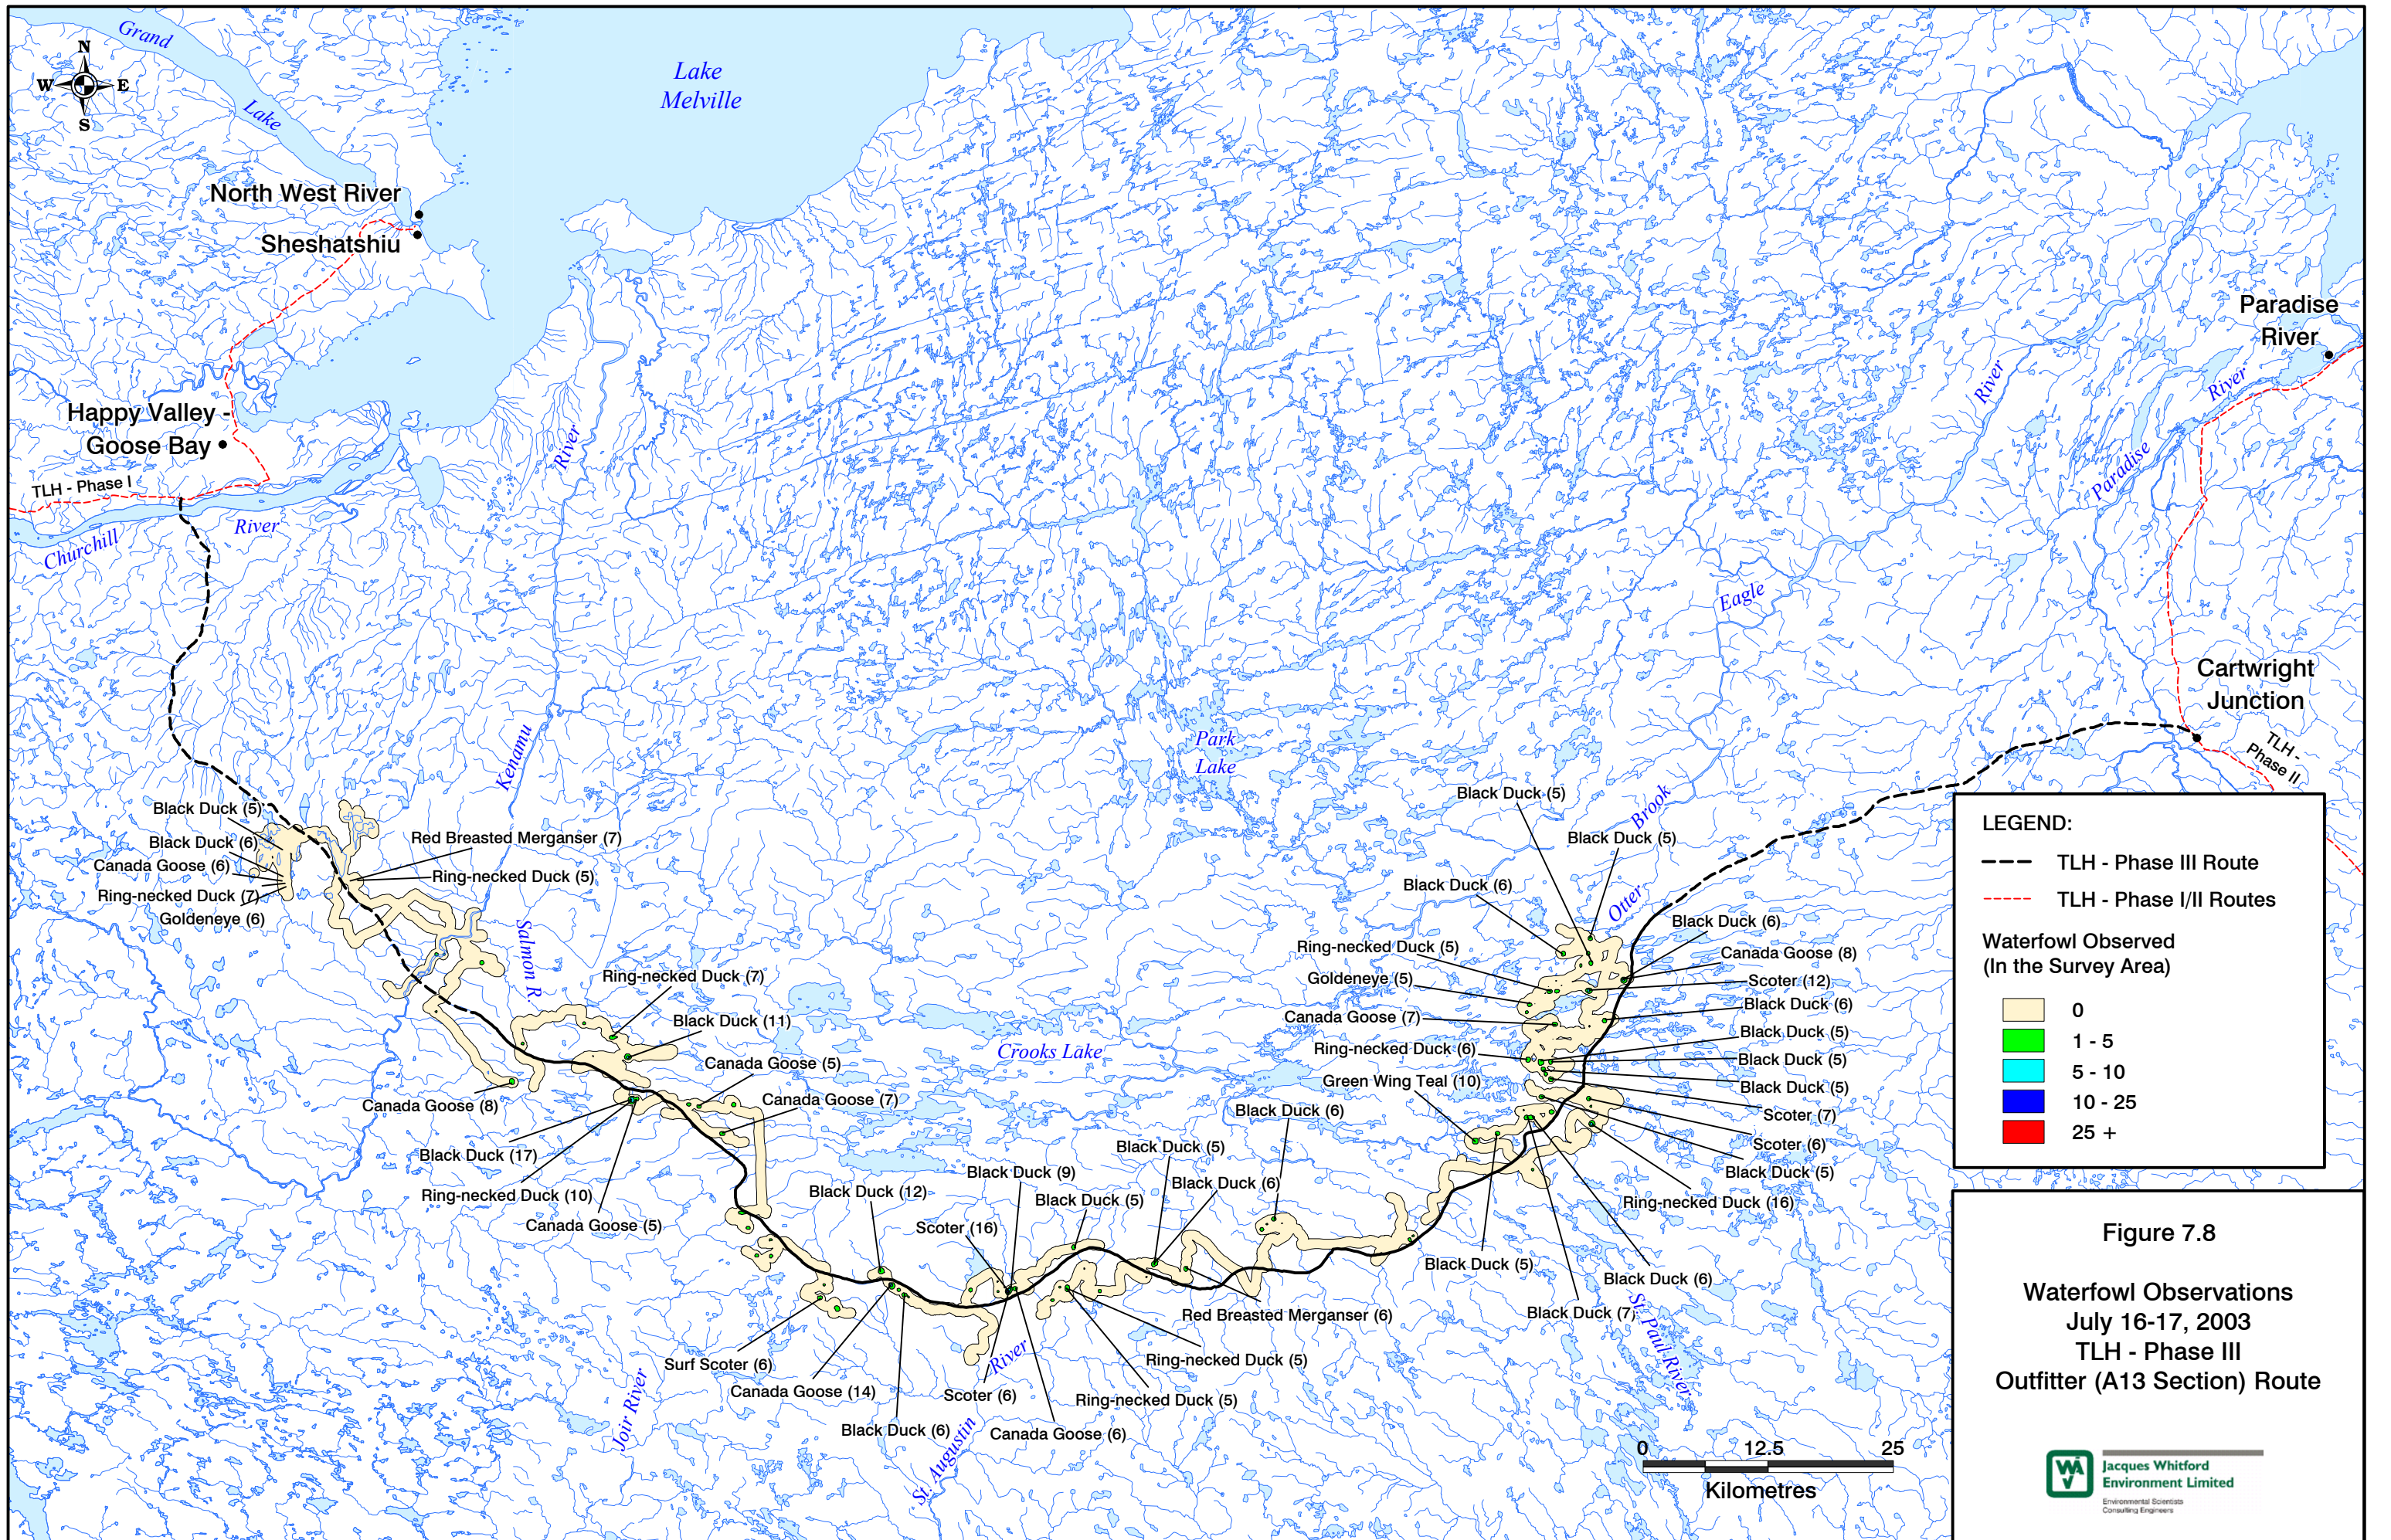 Grand
Lake
N
W
E
S
Lake
Melville
North West River
Sheshatshiu
Happy Valley -
Goose Bay
TLH - Phase I
Churchill
River
River
Kenamu
Paradise
River
River
Paradise
River
Eagle
Cartwright
Junction
TLH -
Phase II
Park
Lake
Brook
Otter
Salmon R.
Crooks Lake
Black Duck (5)
Black Duck (6)
Canada Goose (6)
Ring-necked Duck (7)
Goldeneye (6)
Red Breasted Merganser (7)
Ring-necked Duck (5)
Ring-necked Duck (7)
Black Duck (11)
Canada Goose (5)
Canada Goose (7)
Canada Goose (8)
Black Duck (17)
Ring-necked Duck (10)
Canada Goose (5)
Black Duck (12)
Scoter (16)
Black Duck (9)
Black Duck (5)
Black Duck (5)
Black Duck (6)
Black Duck (6)
Surf Scoter (6)
Canada Goose (14)
Black Duck (6)
Scoter (6)
Canada Goose (6)
Ring-necked Duck (5)
Ring-necked Duck (5)
Red Breasted Merganser (6)
Joir River
St. Augustin
River
Black Duck (5)
Black Duck (5)
Black Duck (6)
Ring-necked Duck (5)
Goldeneye (5)
Canada Goose (7)
Ring-necked Duck (6)
Green Wing Teal (10)
Black Duck (6)
Canada Goose (8)
Scoter (12)
Black Duck (6)
Black Duck (5)
Black Duck (5)
Black Duck (5)
Scoter (7)
Scoter (6)
Black Duck (5)
Ring-necked Duck (16)
Black Duck (5)
Black Duck (6)
Black Duck (7)
St. Paul River
0 12.5 25
Kilometres
LEGEND:
TLH - Phase III Route
TLH - Phase I/II Routes
Waterfowl Observed
(In the Survey Area)
0
1 - 5
5 - 10
10 - 25
25 +
Figure 7.8
Waterfowl Observations
July 16-17, 2003
TLH - Phase III
Outfitter (A13 Section) Route
Jacques Whitford
Environment Limited
Environmental Scientists
Consulting Engineers